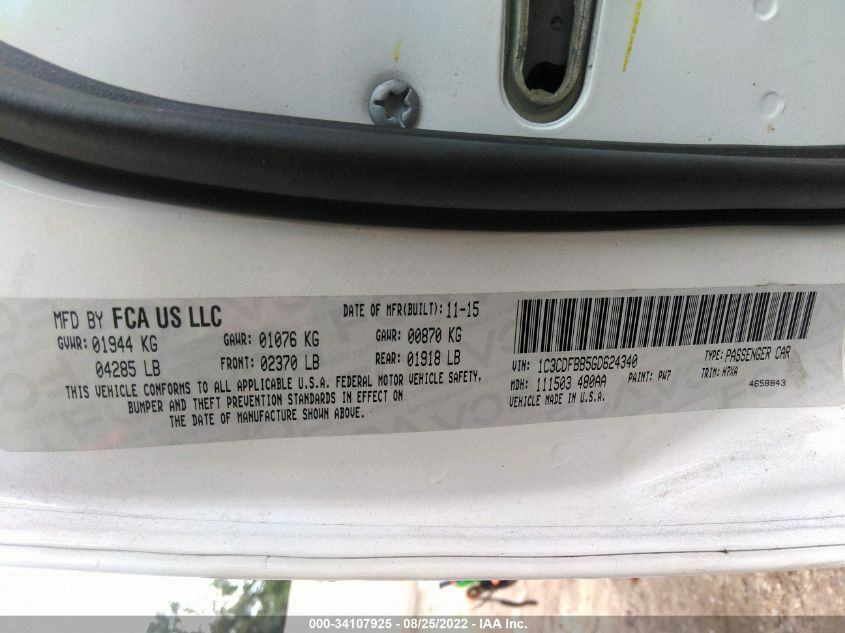 MFD BY FCA US LLC
DATE OF MFR(BUILT): 11-15
GVWR: 01944 KG
GAWR: 01076 KG
GAWR: 00870 KG
04285 LB
FRONT: 02370 LB
REAR: 01918 LB
THIS VEHICLE CONFORMS TO ALL APPLICABLE U.S.A. FEDERAL MOTOR VEHICLE SAFETY,
BUMPER AND THEFT PREVENTION STANDARDS IN EFFECT ON
THE DATE OF MANUFACTURE SHOWN ABOVE.
VIN: 1C3CDFBB5GD624340
TYPE: PASSENGER CAR
MDH: 111503 480AA
PAINT: PW7
TRIM: H7XA
VEHICLE MADE IN U.S.A.
4658843
000-34107925 - 08/25/2022 - IAA Inc.